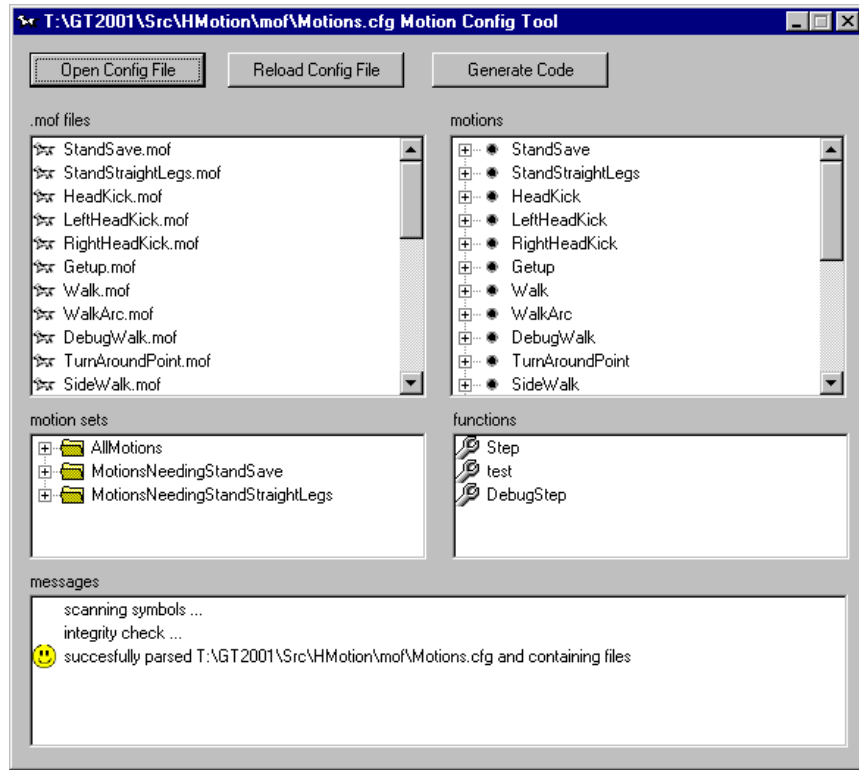 T:\GT2001\Src\HMotion\mof\Motions.cfg Motion Config Tool
Open Config File
Reload Config File
Generate Code
.mof files
StandSave.mof
StandStraightLegs.mof
HeadKick.mof
LeftHeadKick.mof
RightHeadKick.mof
Getup.mof
Walk.mof
WalkArc.mof
DebugWalk.mof
TurnAroundPoint.mof
SideWalk.mof
motions
StandSave
StandStraightLegs
HeadKick
LeftHeadKick
RightHeadKick
Getup
Walk
WalkArc
DebugWalk
TurnAroundPoint
SideWalk
motion sets
AllMotions
MotionsNeedingStandSave
MotionsNeedingStandStraightLegs
functions
Step
test
DebugStep
messages
scanning symbols ...
integrity check ...
succesfully parsed T:\GT2001\Src\HMotion\mof\Motions.cfg and containing files